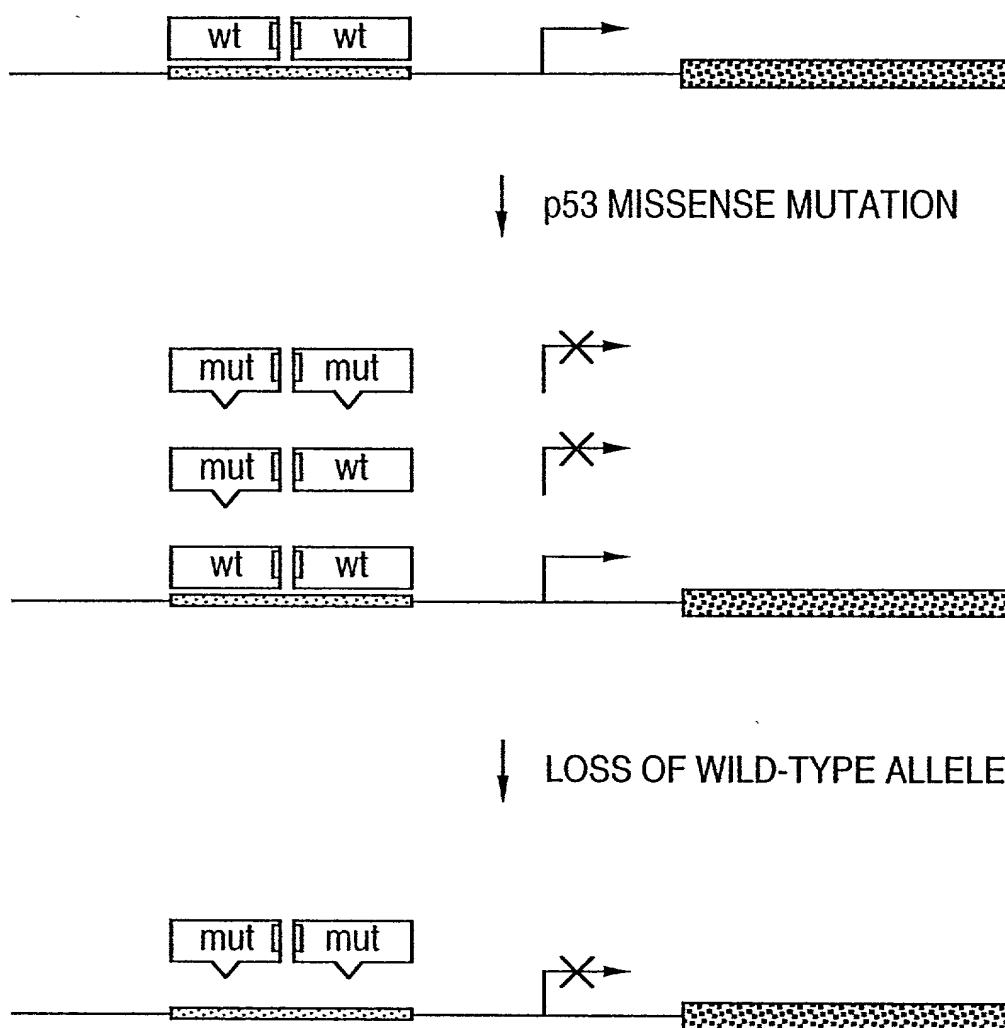 wt wt
p53 MISSENSE MUTATION
mut mut
mut wt
wt wt
LOSS OF WILD-TYPE ALLELE
mut mut